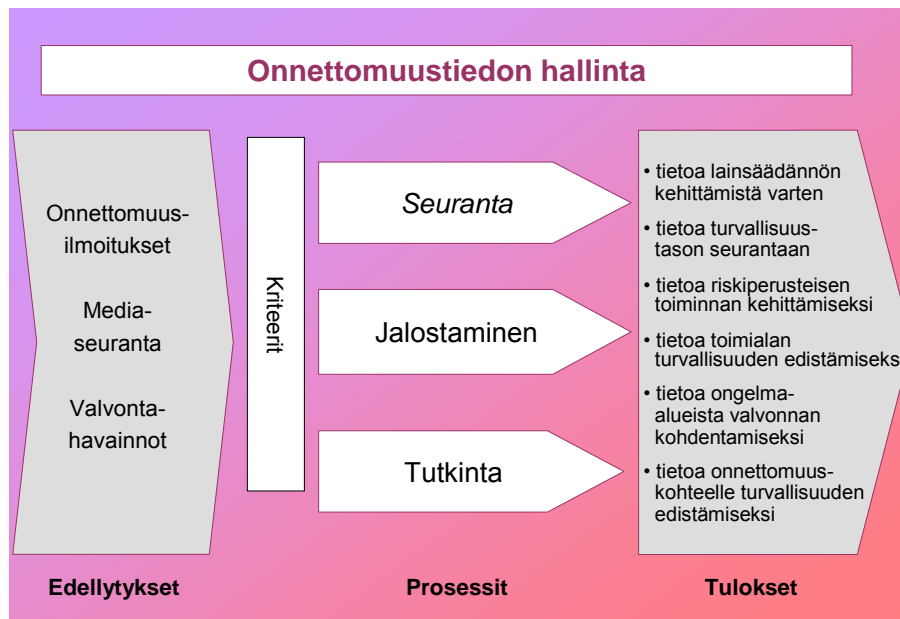 Onnettomuustiedon hallinta
Onnettomuus-
ilmoitukset
Media-
seuranta
Valvonta-
havainnot
Kriteerit
Seuranta
Jalostaminen
Tutkinta
• tietoa lainsäädännön
kehittämistä varten
• tietoa turvallisuus-
tason seurantaan
• tietoa riskiperusteisen
toiminnan kehittämiseksi
• tietoa toimialan
turvallisuuden edistämiseks
• tietoa ongelma-
alueista valvonnan
kohdentamiseksi
• tietoa onnettomuus-
kohteelle turvallisuuden
edistämiseksi
Edellytykset
Prosessit
Tulokset